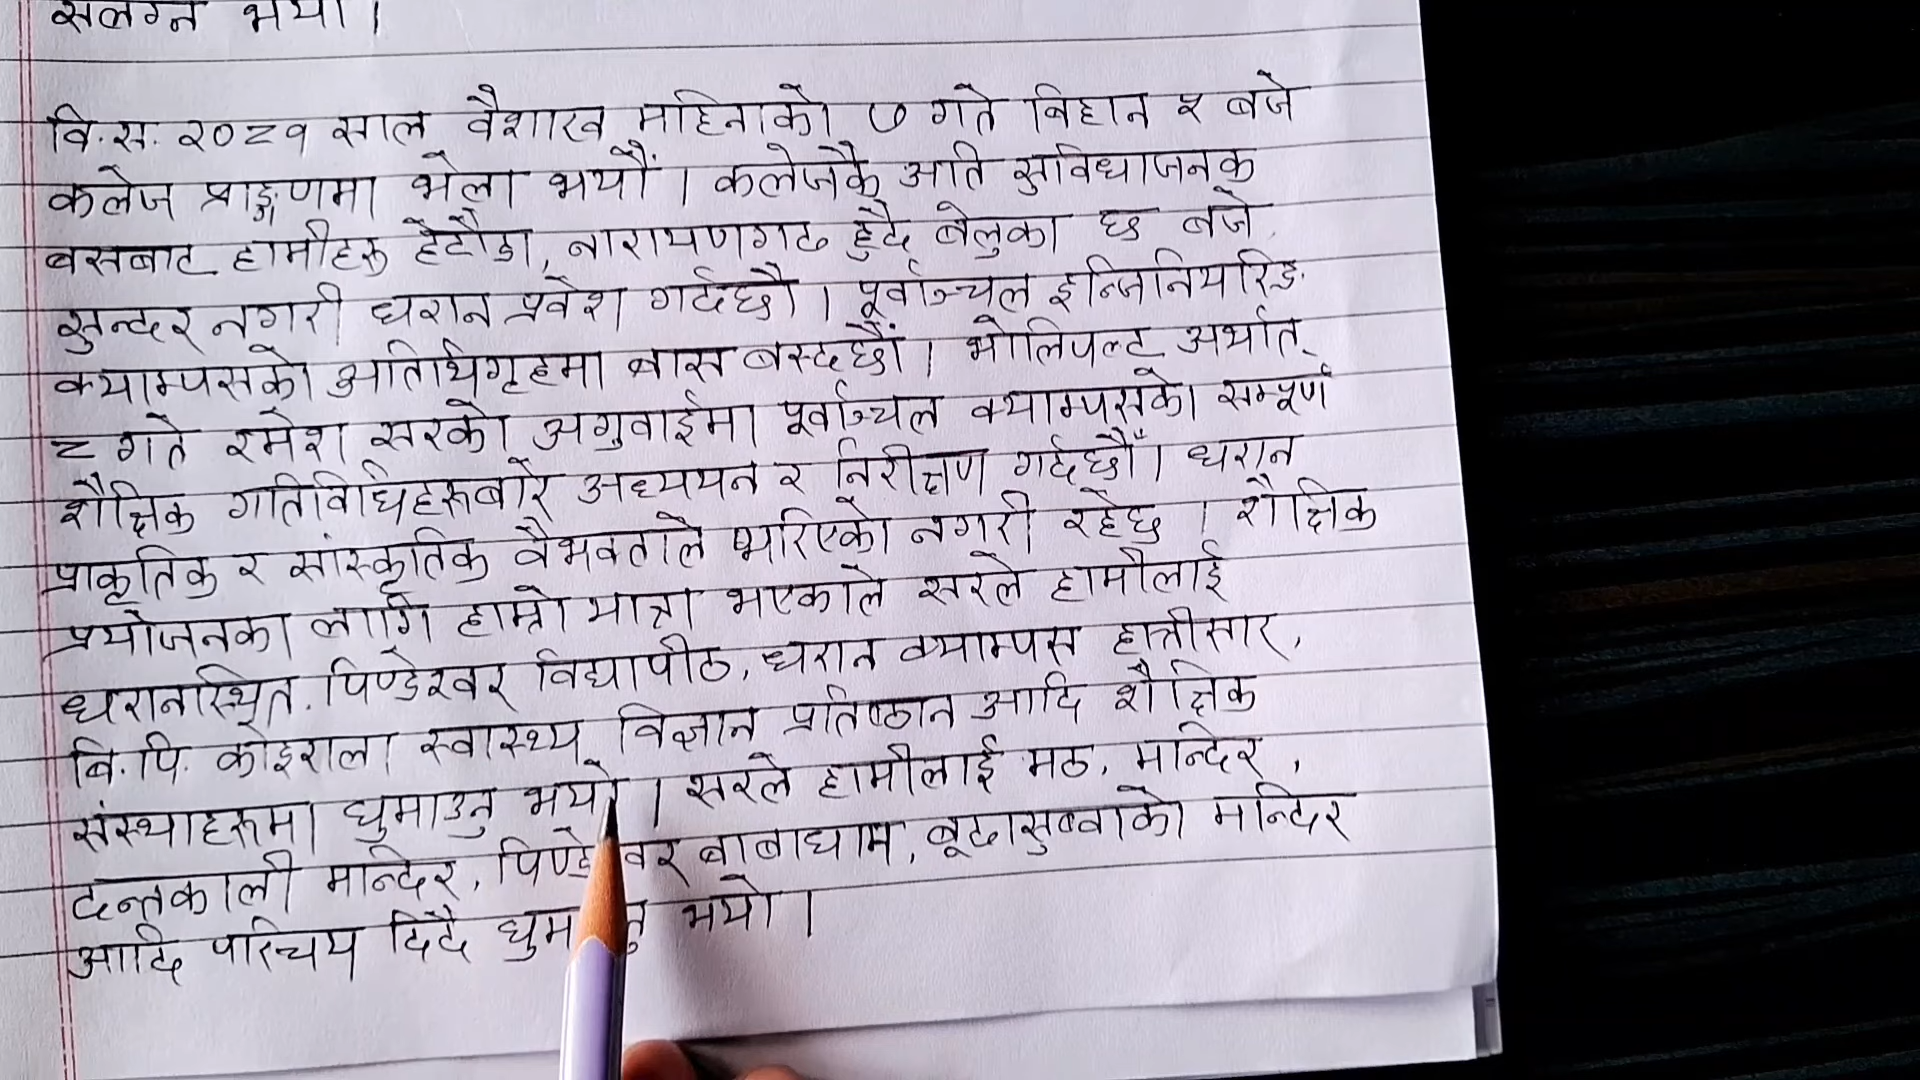 संलग्न भयौं ।
वि.स. २०८१ साल वैशाख महिनाको ७ गते बिहान ५ बजे
कलेज प्राङ्गणमा भेला भयौं । कलेजकै अति सुविधाजनक
बसबाट हामीहरू हेटौडा, नारायणगढ हुँदै बेलुका छ बजे
सुन्दर नगरी धरान प्रवेश गर्दछौ । पूर्वाञ्चल इन्जिनियरिङ
क्याम्पसको अतिथिगृहमा बास बस्दछौं । भोलिपल्ट अर्थात्
८ गते रमेश सरको अगुवाईमा पूर्वाञ्चल क्याम्पसको सम्पूर्ण
शैक्षिक गतिविधिहरूबारे अध्ययन र निरीक्षण गर्दछौं । धरान
प्राकृतिक र सांस्कृतिक वैभवताले भरिएको नगरी रहेछ । शैक्षिक
प्रयोजनका लागि हाम्रो यात्रा भएकाले सरले हामीलाई
धरानस्थित पिण्डेश्वर विद्यापीठ, धरान क्याम्पस हात्तीसार,
बि.पि. कोइराला स्वास्थ्य विज्ञान प्रतिष्ठान आदि शैक्षिक
संस्थाहरूमा घुमाउनु भयो । सरले हामीलाई मठ, मन्दिर,
दन्तकाली मन्दिर, बाबाधाम, बूढासुब्बाको मन्दिर
आदि परिचय दिदै भयो ।